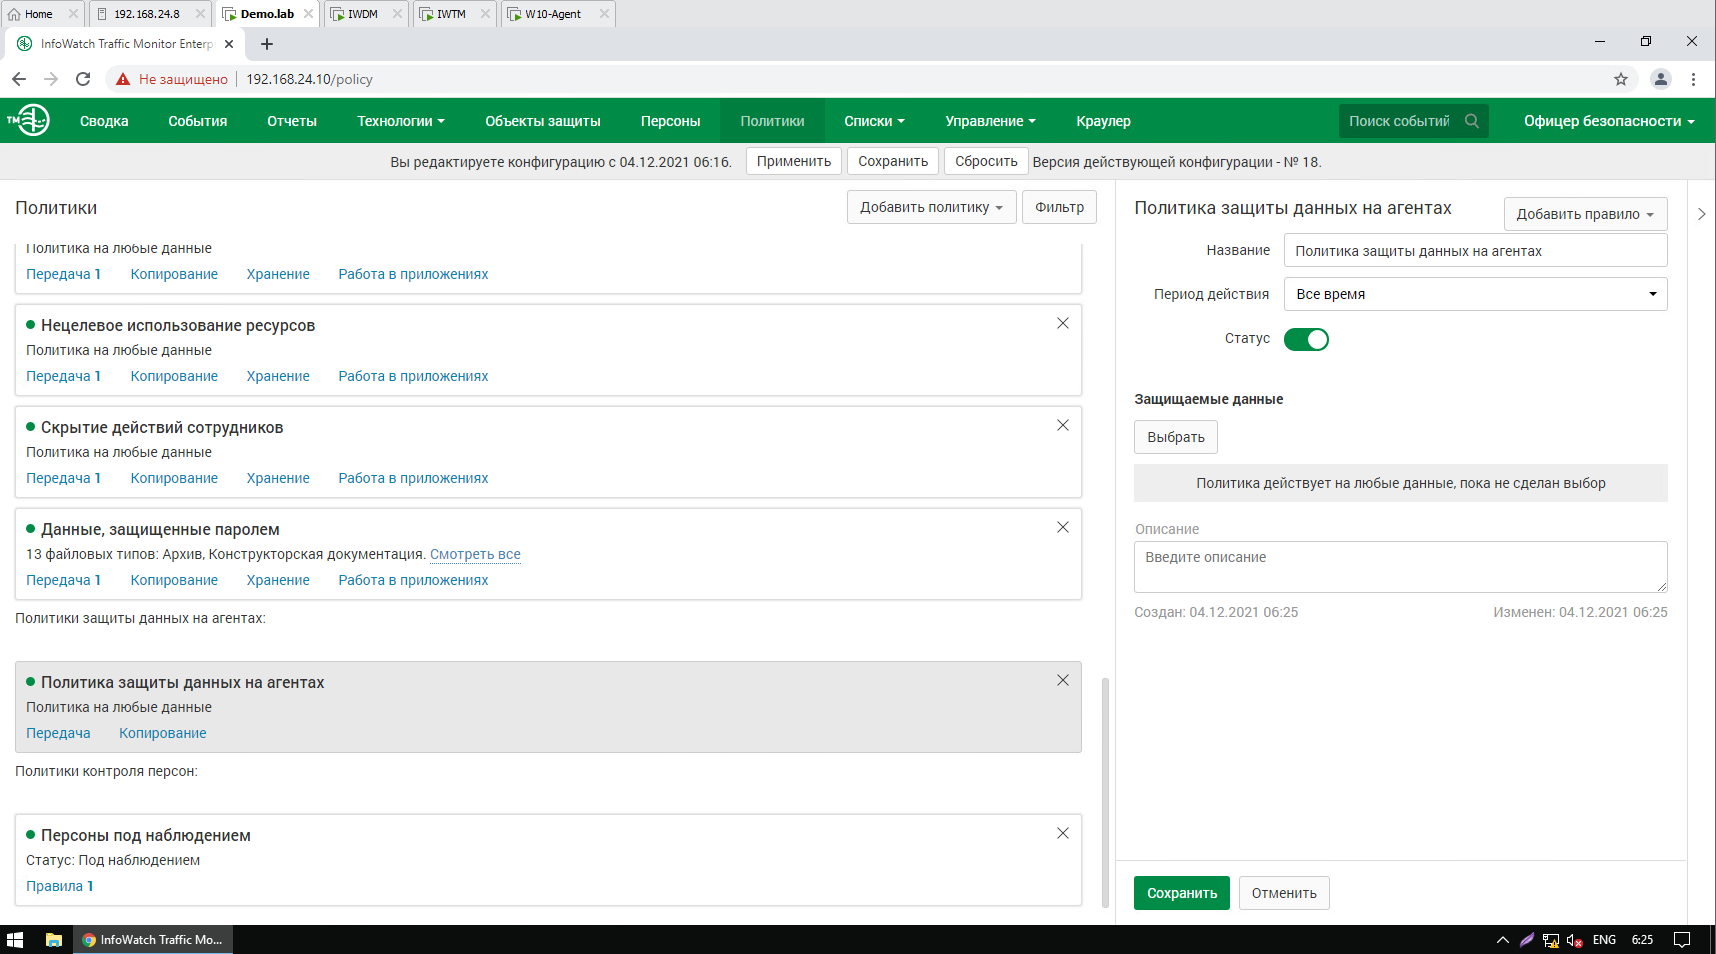 Home
192.168.24.8
Demo.lab
IWDM
IWTM
W10-Agent
InfoWatch Traffic Monitor Enterp
Не защищено
192.168.24.10/policy
TM
Сводка
События
Отчеты
Технологии
Объекты защиты
Персоны
Политики
Списки
Управление
Краулер
Поиск событий
Офицер безопасности
Вы редактируете конфигурацию с 04.12.2021 06:16.
Применить
Сохранить
Сбросить
Версия действующей конфигурации - № 18.
Политики
Добавить политику
Фильтр
Политика на любые данные
Передача 1 Копирование Хранение Работа в приложениях
Нецелевое использование ресурсов
Политика на любые данные
Передача 1 Копирование Хранение Работа в приложениях
Скрытие действий сотрудников
Политика на любые данные
Передача 1 Копирование Хранение Работа в приложениях
Данные, защищенные паролем
13 файловых типов: Архив, Конструкторская документация. Смотреть все
Передача 1 Копирование Хранение Работа в приложениях
Политики защиты данных на агентах:
Политика защиты данных на агентах
Политика на любые данные
Передача Копирование
Политики контроля персон:
Персоны под наблюдением
Статус: Под наблюдением
Правила 1
Политика защиты данных на агентах
Добавить правило
Название Политика защиты данных на агентах
Период действия Все время
Статус
Защищаемые данные
Выбрать
Политика действует на любые данные, пока не сделан выбор
Описание
Введите описание
Создан: 04.12.2021 06:25 Изменен: 04.12.2021 06:25
Сохранить
Отменить
InfoWatch Traffic Mo...
ENG
6:25